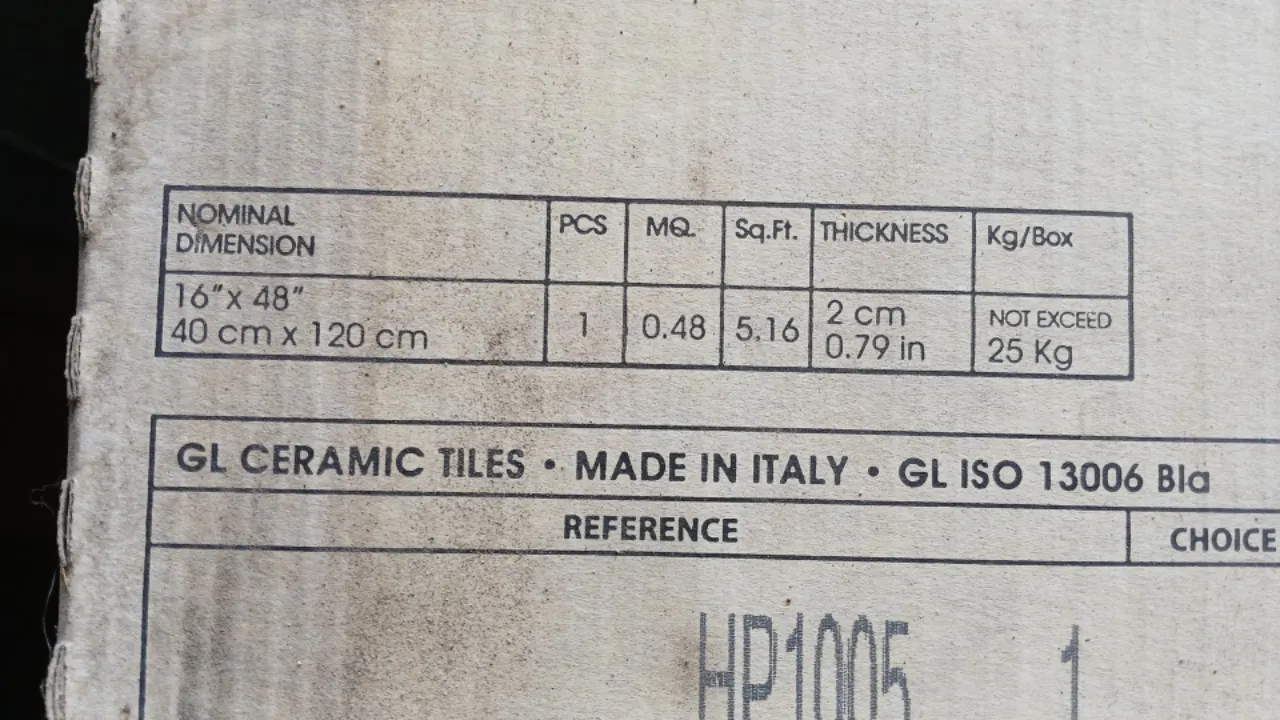 NOMINAL DIMENSION PCS MQ. Sq.Ft. THICKNESS Kg/Box
16" x 48" 2 cm NOT EXCEED
40 cm x 120 cm 1 0.48 5.16 0.79 in 25 Kg
GL CERAMIC TILES • MADE IN ITALY • GL ISO 13006 BIa
REFERENCE CHOICE
HP1005 1